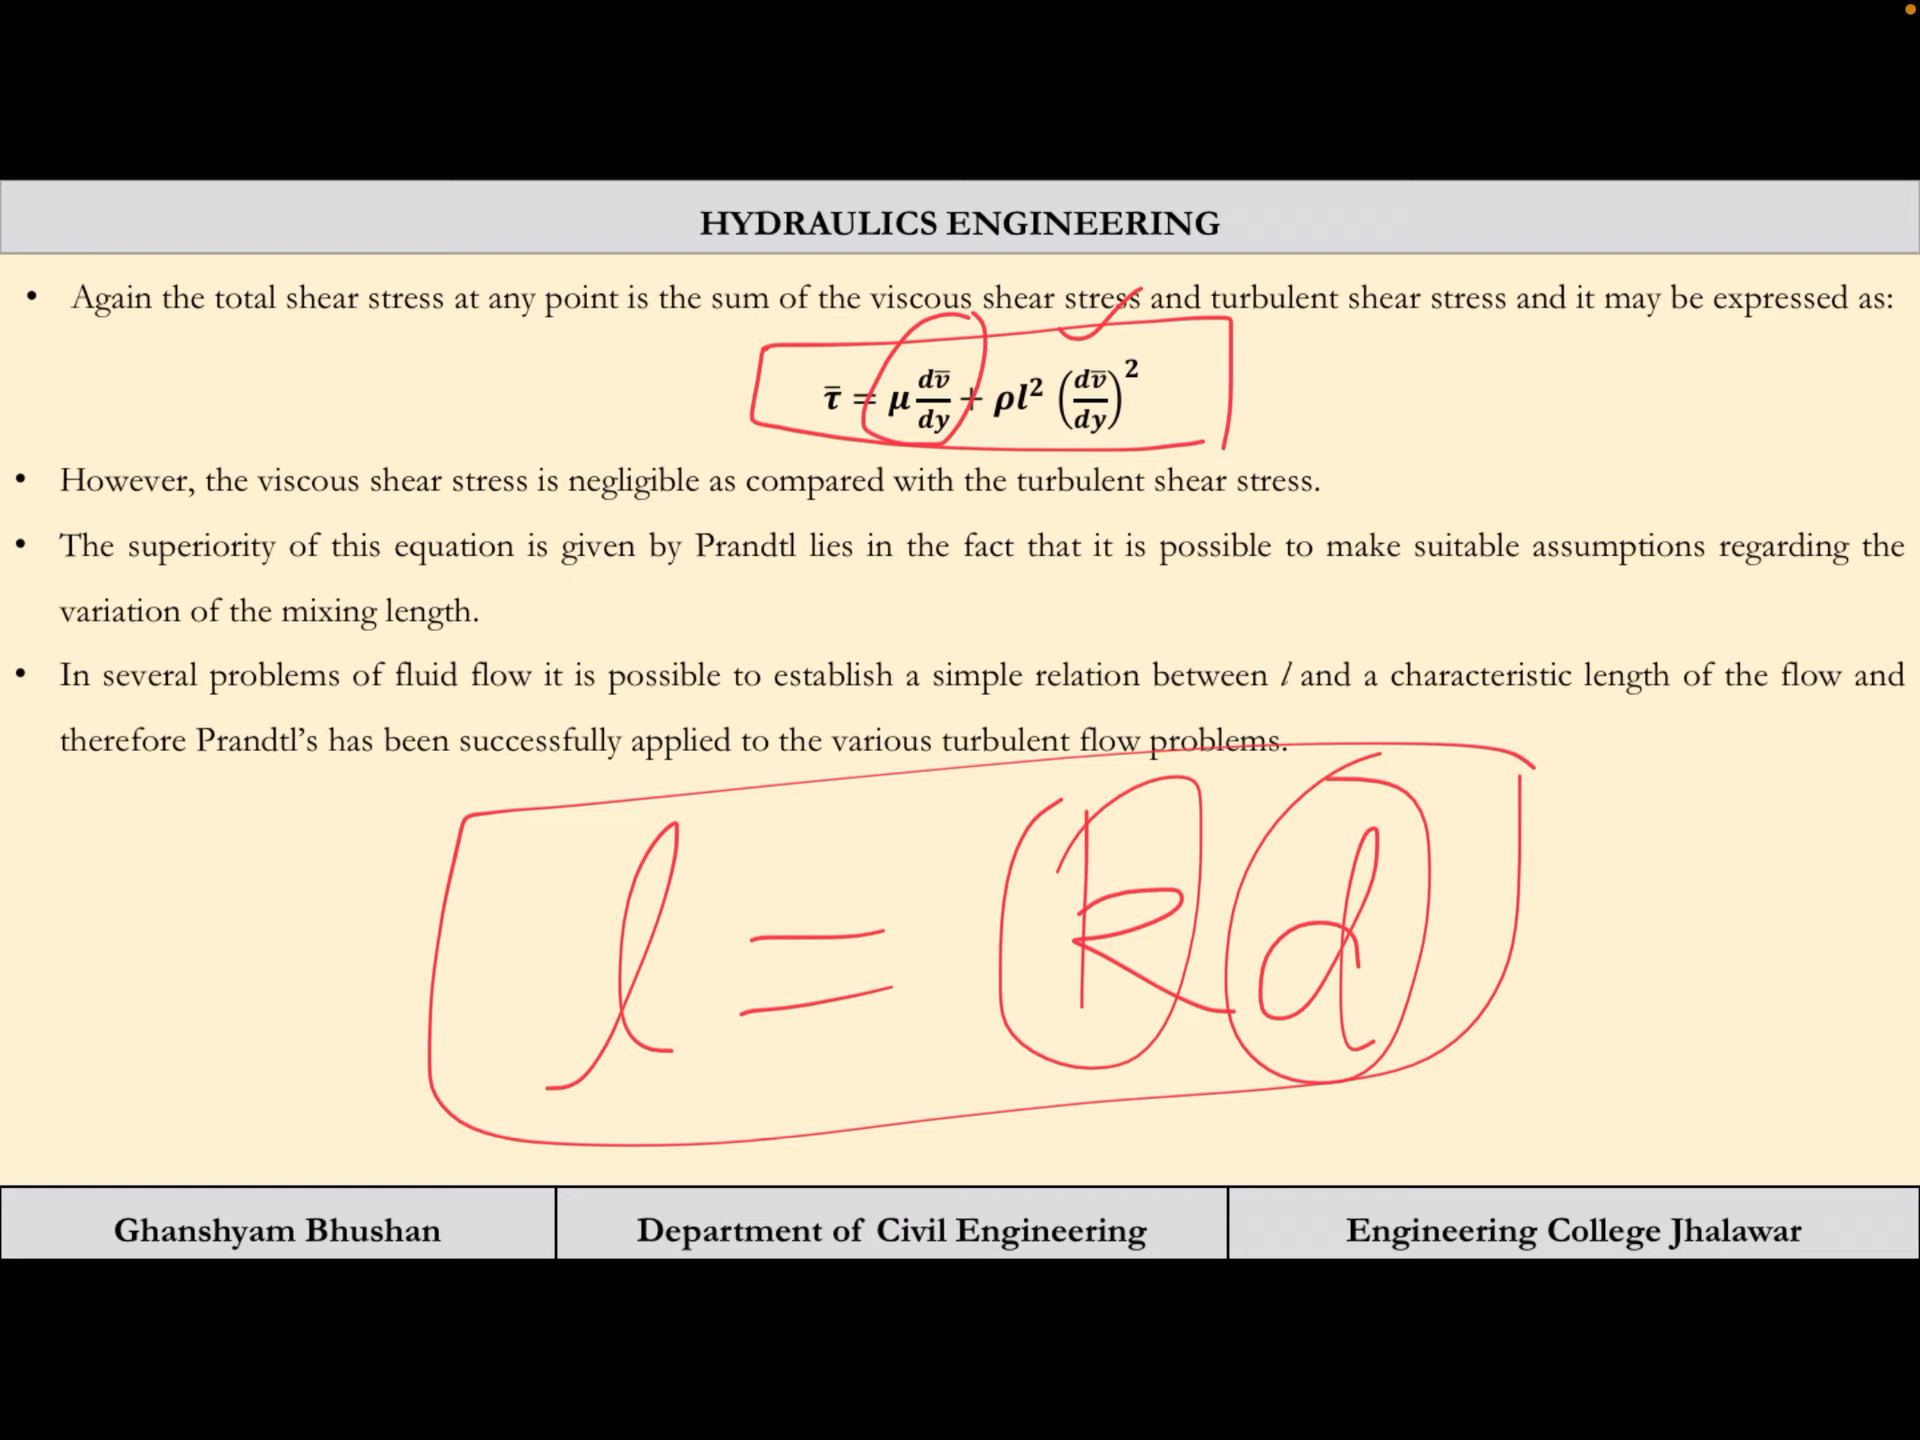 HYDRAULICS ENGINEERING
• Again the total shear stress at any point is the sum of the viscous shear stress and turbulent shear stress and it may be expressed as:
τ̄ = μ dv̄/dy + ρl² (dv̄/dy)²
• However, the viscous shear stress is negligible as compared with the turbulent shear stress.
• The superiority of this equation is given by Prandtl lies in the fact that it is possible to make suitable assumptions regarding the
variation of the mixing length.
• In several problems of fluid flow it is possible to establish a simple relation between l and a characteristic length of the flow and
therefore Prandtl’s has been successfully applied to the various turbulent flow problems.
l = kd
Ghanshyam Bhushan Department of Civil Engineering Engineering College Jhalawar